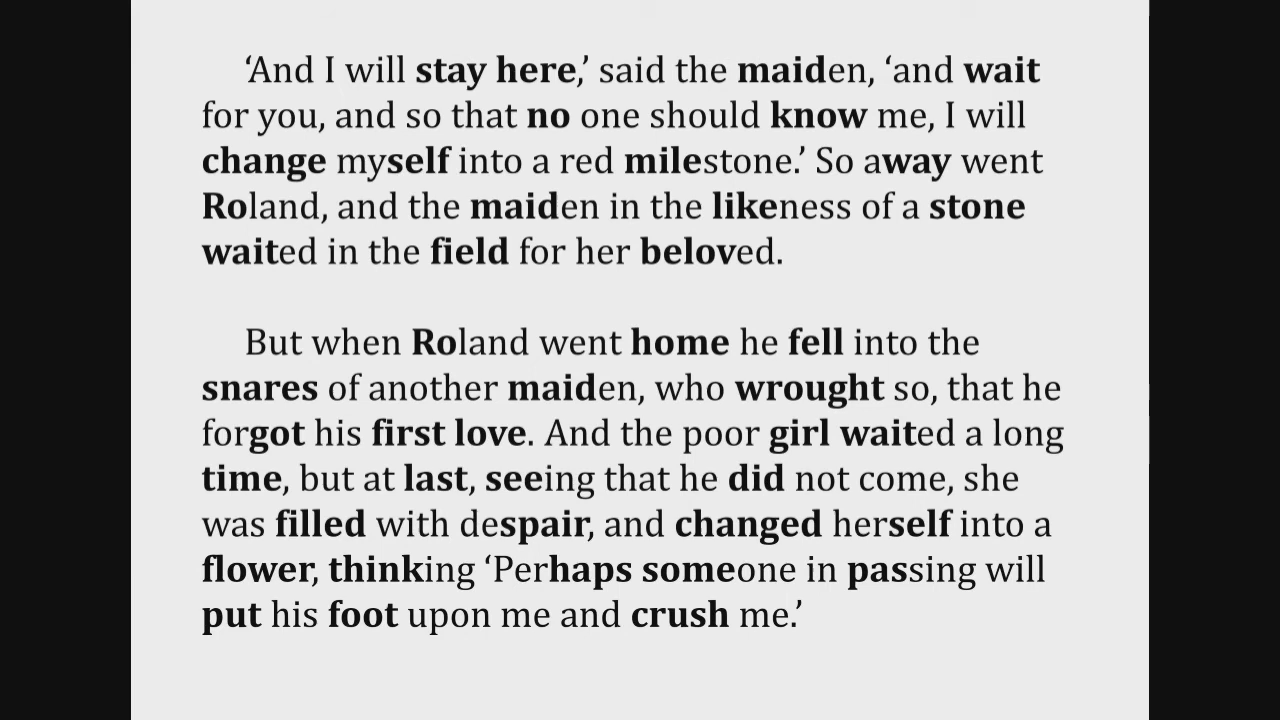 ‘And I will stay here,’ said the maiden, ‘and wait
for you, and so that no one should know me, I will
change myself into a red milestone.’ So away went
Roland, and the maiden in the likeness of a stone
waited in the field for her beloved.
But when Roland went home he fell into the
snares of another maiden, who wrought so, that he
forgot his first love. And the poor girl waited a long
time, but at last, seeing that he did not come, she
was filled with despair, and changed herself into a
flower, thinking ‘Perhaps someone in passing will
put his foot upon me and crush me.’